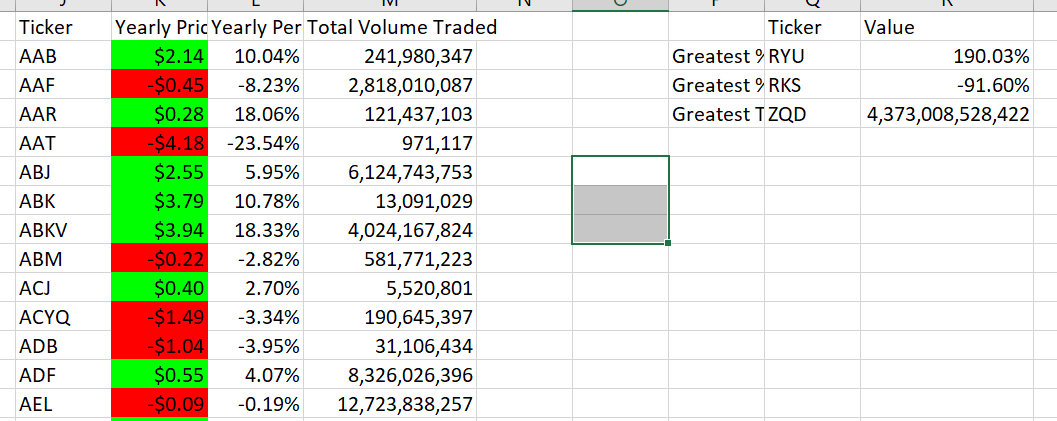 J K L M N O P Q R
Ticker Yearly Pric Yearly Per Total Volume Traded Ticker Value
AAB $2.14 10.04% 241,980,347 Greatest % RYU 190.03%
AAF -$0.45 -8.23% 2,818,010,087 Greatest % RKS -91.60%
AAR $0.28 18.06% 121,437,103 Greatest T ZQD 4,373,008,528,422
AAT -$4.18 -23.54% 971,117
ABJ $2.55 5.95% 6,124,743,753
ABK $3.79 10.78% 13,091,029
ABKV $3.94 18.33% 4,024,167,824
ABM -$0.22 -2.82% 581,771,223
ACJ $0.40 2.70% 5,520,801
ACYQ -$1.49 -3.34% 190,645,397
ADB -$1.04 -3.95% 31,106,434
ADF $0.55 4.07% 8,326,026,396
AEL -$0.09 -0.19% 12,723,838,257